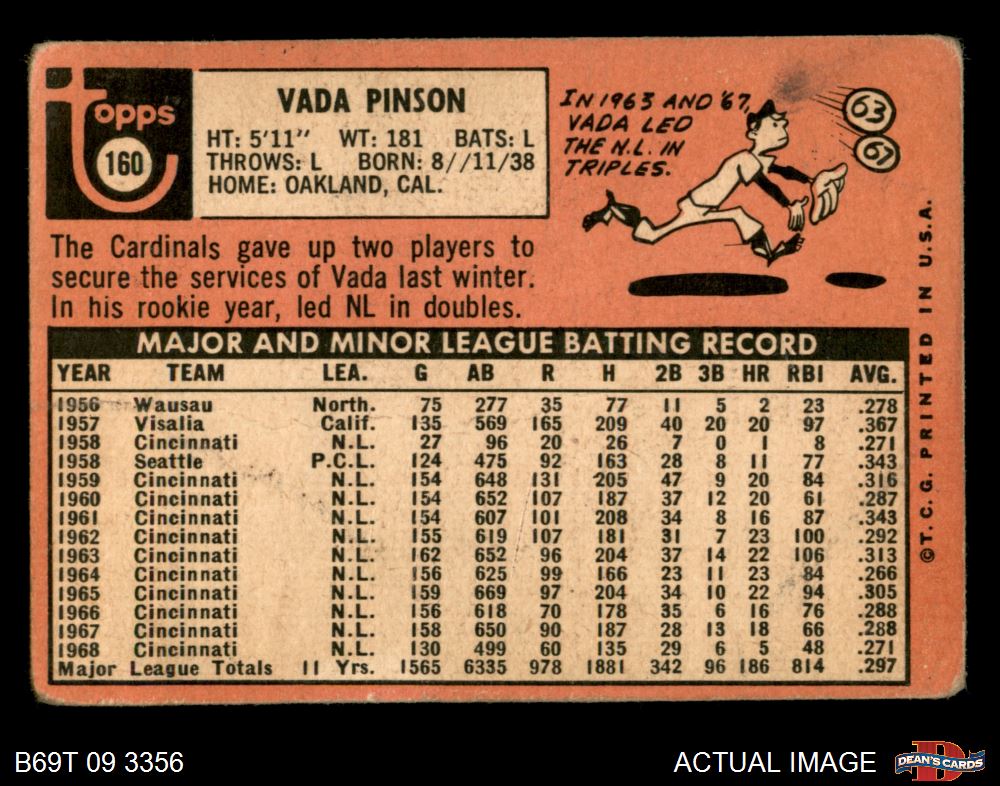 Topps
160
VADA PINSON
HT: 5'11" WT: 181 BATS: L
THROWS: L BORN: 8//11/38
HOME: OAKLAND, CAL.
IN 1963 AND '67,
VADA LED
THE N.L. IN
TRIPLES.
63
67
The Cardinals gave up two players to
secure the services of Vada last winter.
In his rookie year, led NL in doubles.
MAJOR AND MINOR LEAGUE BATTING RECORD
YEAR TEAM LEA. G AB R H 2B 3B HR RBI AVG.
1956 Wausau North. 75 277 35 77 11 5 2 23 .278
1957 Visalia Calif. 135 569 165 209 40 20 20 97 .367
1958 Cincinnati N.L. 27 96 20 26 7 0 1 8 .271
1958 Seattle P.C.L. 124 475 92 163 28 8 11 77 .343
1959 Cincinnati N.L. 154 648 131 205 47 9 20 84 .316
1960 Cincinnati N.L. 154 652 107 187 37 12 20 61 .287
1961 Cincinnati N.L. 154 607 101 208 34 8 16 87 .343
1962 Cincinnati N.L. 155 619 107 181 31 7 23 100 .292
1963 Cincinnati N.L. 162 652 96 204 37 14 22 106 .313
1964 Cincinnati N.L. 156 625 99 166 23 11 23 84 .266
1965 Cincinnati N.L. 159 669 97 204 34 10 22 94 .305
1966 Cincinnati N.L. 156 618 70 178 35 6 16 76 .288
1967 Cincinnati N.L. 158 650 90 187 28 13 18 66 .288
1968 Cincinnati N.L. 130 499 60 135 29 6 5 48 .271
Major League Totals 11 Yrs. 1565 6335 978 1881 342 96 186 814 .297
©T. C. G. PRINTED IN U.S.A.
B69T 09 3356
ACTUAL IMAGE
D
DEAN'S CARDS